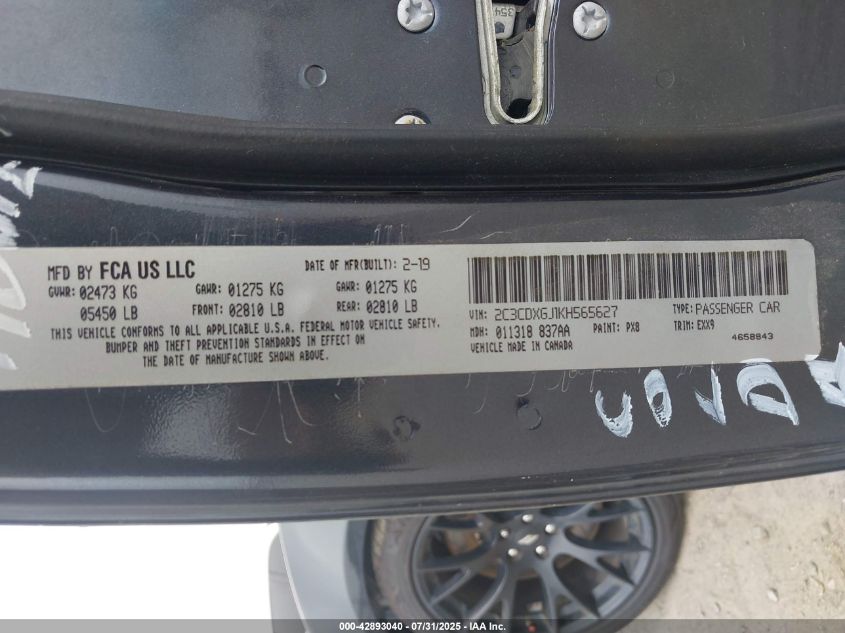 354
MFD BY FCA US LLC
DATE OF MFR(BUILT): 2-19
GVWR: 02473 KG
GAWR: 01275 KG
GAWR: 01275 KG
05450 LB
FRONT: 02810 LB
REAR: 02810 LB
THIS VEHICLE CONFORMS TO ALL APPLICABLE U.S.A. FEDERAL MOTOR VEHICLE SAFETY,
BUMPER AND THEFT PREVENTION STANDARDS IN EFFECT ON
THE DATE OF MANUFACTURE SHOWN ABOVE.
VIN: 2C3CDXGJ1KH565627
TYPE: PASSENGER CAR
MDH: 011318 837AA
PAINT: PX8
TRIM: EXX9
VEHICLE MADE IN CANADA
4658843
000-42893040 - 07/31/2025 - IAA Inc.